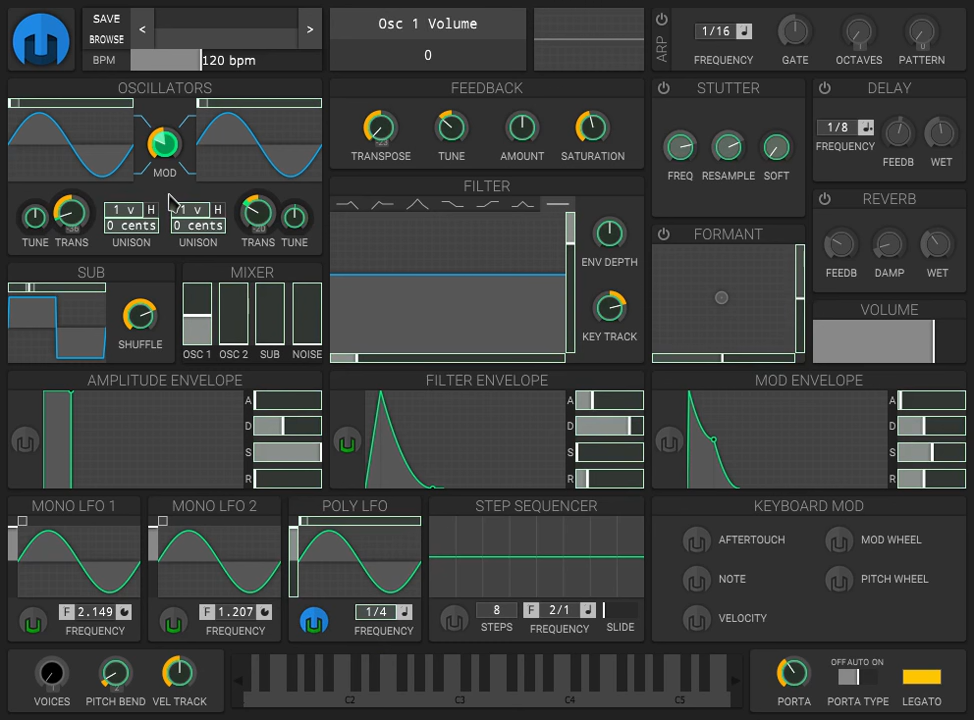 SAVE
BROWSE
BPM
<
>
120 bpm
Osc 1 Volume
0
ARP
1/16
FREQUENCY
GATE
OCTAVES
PATTERN
OSCILLATORS
MOD
TUNE
TRANS
1 v H
0 cents
UNISON
1 v H
0 cents
UNISON
TRANS
TUNE
FEEDBACK
TRANSPOSE
TUNE
AMOUNT
SATURATION
STUTTER
FREQ
RESAMPLE
SOFT
DELAY
1/8
FREQUENCY
FEEDB
WET
FILTER
ENV DEPTH
KEY TRACK
REVERB
FEEDB
DAMP
WET
FORMANT
SUB
SHUFFLE
MIXER
OSC 1
OSC 2
SUB
NOISE
VOLUME
AMPLITUDE ENVELOPE
A
D
S
R
FILTER ENVELOPE
A
D
S
R
MOD ENVELOPE
A
D
S
R
MONO LFO 1
F 2.149
FREQUENCY
MONO LFO 2
F 1.207
FREQUENCY
POLY LFO
1/4
FREQUENCY
STEP SEQUENCER
8
STEPS
F 2/1
FREQUENCY
SLIDE
KEYBOARD MOD
AFTERTOUCH
MOD WHEEL
NOTE
PITCH WHEEL
VELOCITY
VOICES
PITCH BEND
VEL TRACK
C2
C3
C4
C5
PORTA
OFF AUTO ON
PORTA TYPE
LEGATO